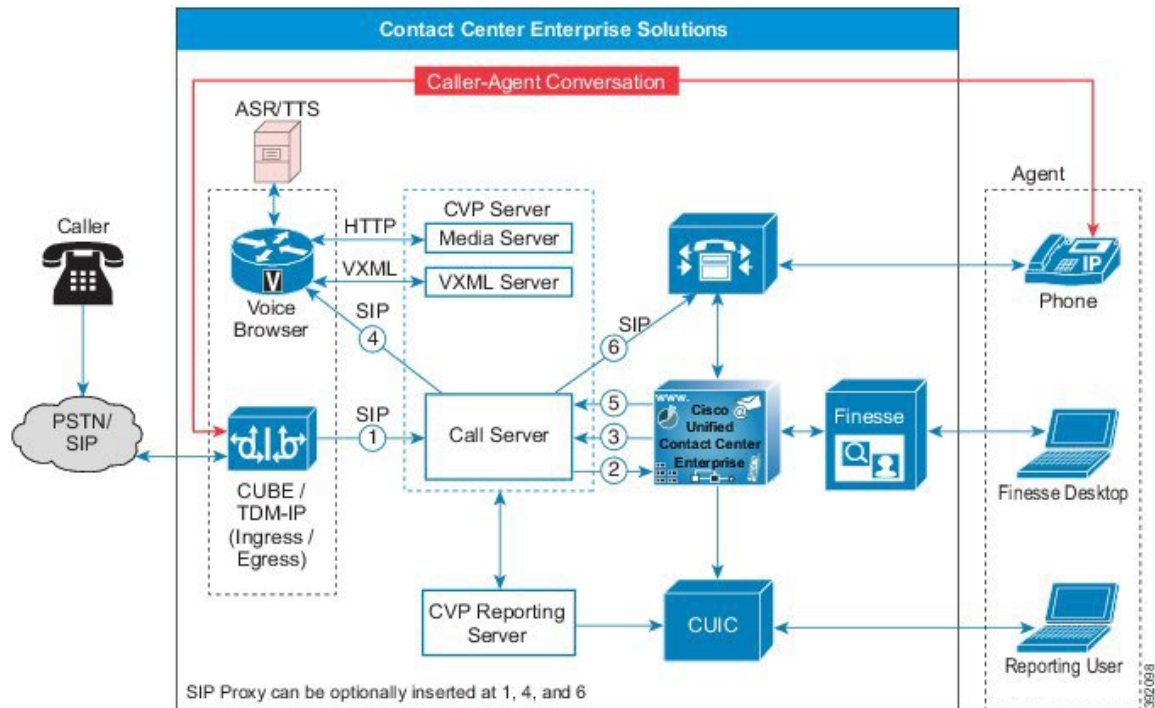 Contact Center Enterprise Solutions
Caller-Agent Conversation
ASR/TTS
Agent
Caller
HTTP
CVP Server
Media Server
VXML
VXML Server
IP
Phone
Voice
Browser
V
SIP
4
SIP
6
PSTN/
SIP
SIP
1
Call Server
5
3
2
www.
@
Cisco
Unified
Contact Center
Enterprise
Finesse
Finesse Desktop
CUBE /
TDM-IP
(Ingress /
Egress)
CVP Reporting
Server
CUIC
Reporting User
SIP Proxy can be optionally inserted at 1, 4, and 6
392098